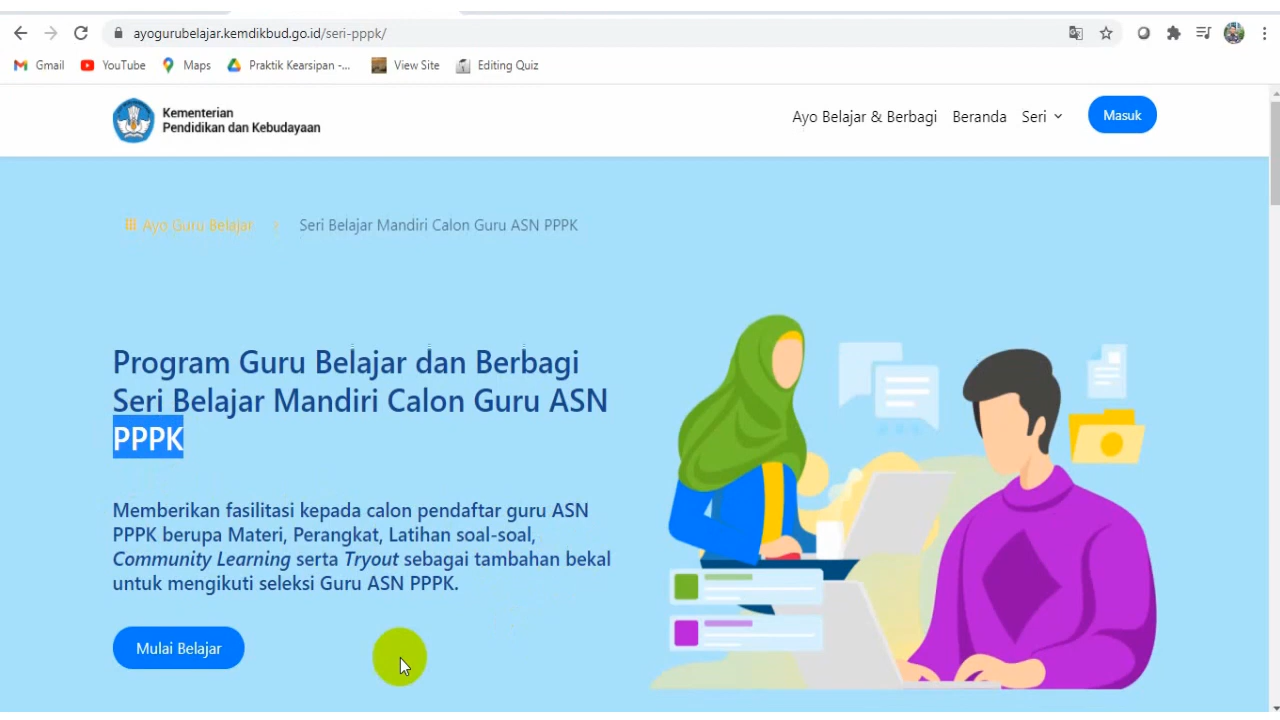 ayogurubelajar.kemdikbud.go.id/seri-pppk/
Gmail YouTube Maps Praktik Kearsipan -... View Site Editing Quiz
Kementerian
Pendidikan dan Kebudayaan
Ayo Belajar & Berbagi Beranda Seri Masuk
Ayo Guru Belajar > Seri Belajar Mandiri Calon Guru ASN PPPK
Program Guru Belajar dan Berbagi
Seri Belajar Mandiri Calon Guru ASN
PPPK
Memberikan fasilitasi kepada calon pendaftar guru ASN
PPPK berupa Materi, Perangkat, Latihan soal-soal,
Community Learning serta Tryout sebagai tambahan bekal
untuk mengikuti seleksi Guru ASN PPPK.
Mulai Belajar